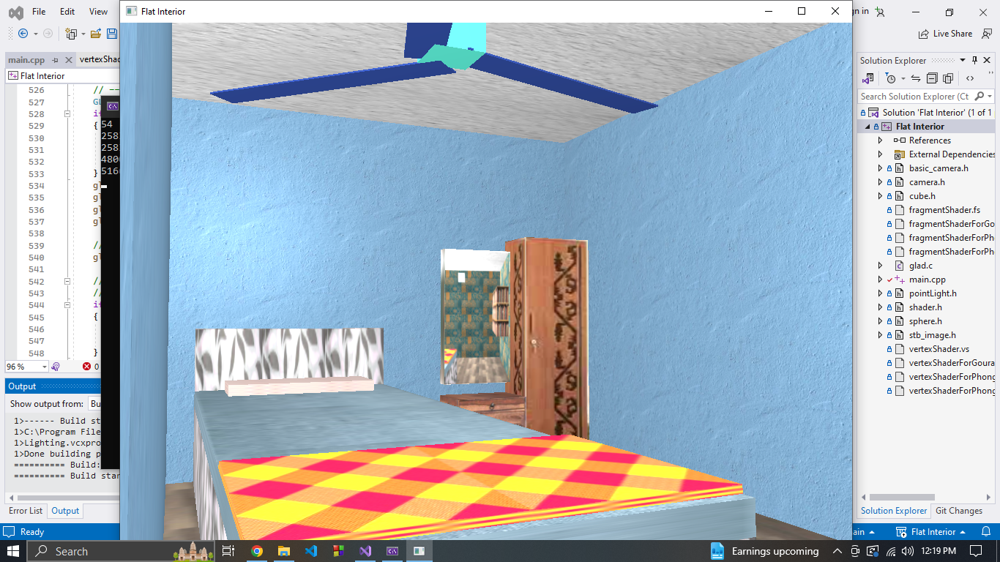 File Edit View
Flat Interior
n in
Live Share
main.cpp
vertexShad
Flat Interior
526 // --
527 GL
528 if
529 {
530
531
532
533 }
534 gl
535 gl
536 gl
537 gl
538
539 //
540 gl
541
542 //
543 //
544 if
545 {
546
547
548 }
54
258
258
480
516
96 %
0
Output
Show output from: Bu
1>------ Build st
1>C:\Program File
1>Lighting.vcxpro
1>Done building p
========== Build:
========== Build star
Error List Output
Ready
Solution Explorer
Search Solution Explorer (Ct
Solution 'Flat Interior' (1 of 1
Flat Interior
References
External Dependencies
basic_camera.h
camera.h
cube.h
fragmentShader.fs
fragmentShaderForGo
fragmentShaderForPh
fragmentShaderForPh
glad.c
main.cpp
pointLight.h
shader.h
sphere.h
stb_image.h
vertexShader.vs
vertexShaderForGoura
vertexShaderForPhong
vertexShaderForPhong
Solution Explorer Git Changes
ain Flat Interior
Search
Earnings upcoming
12:19 PM